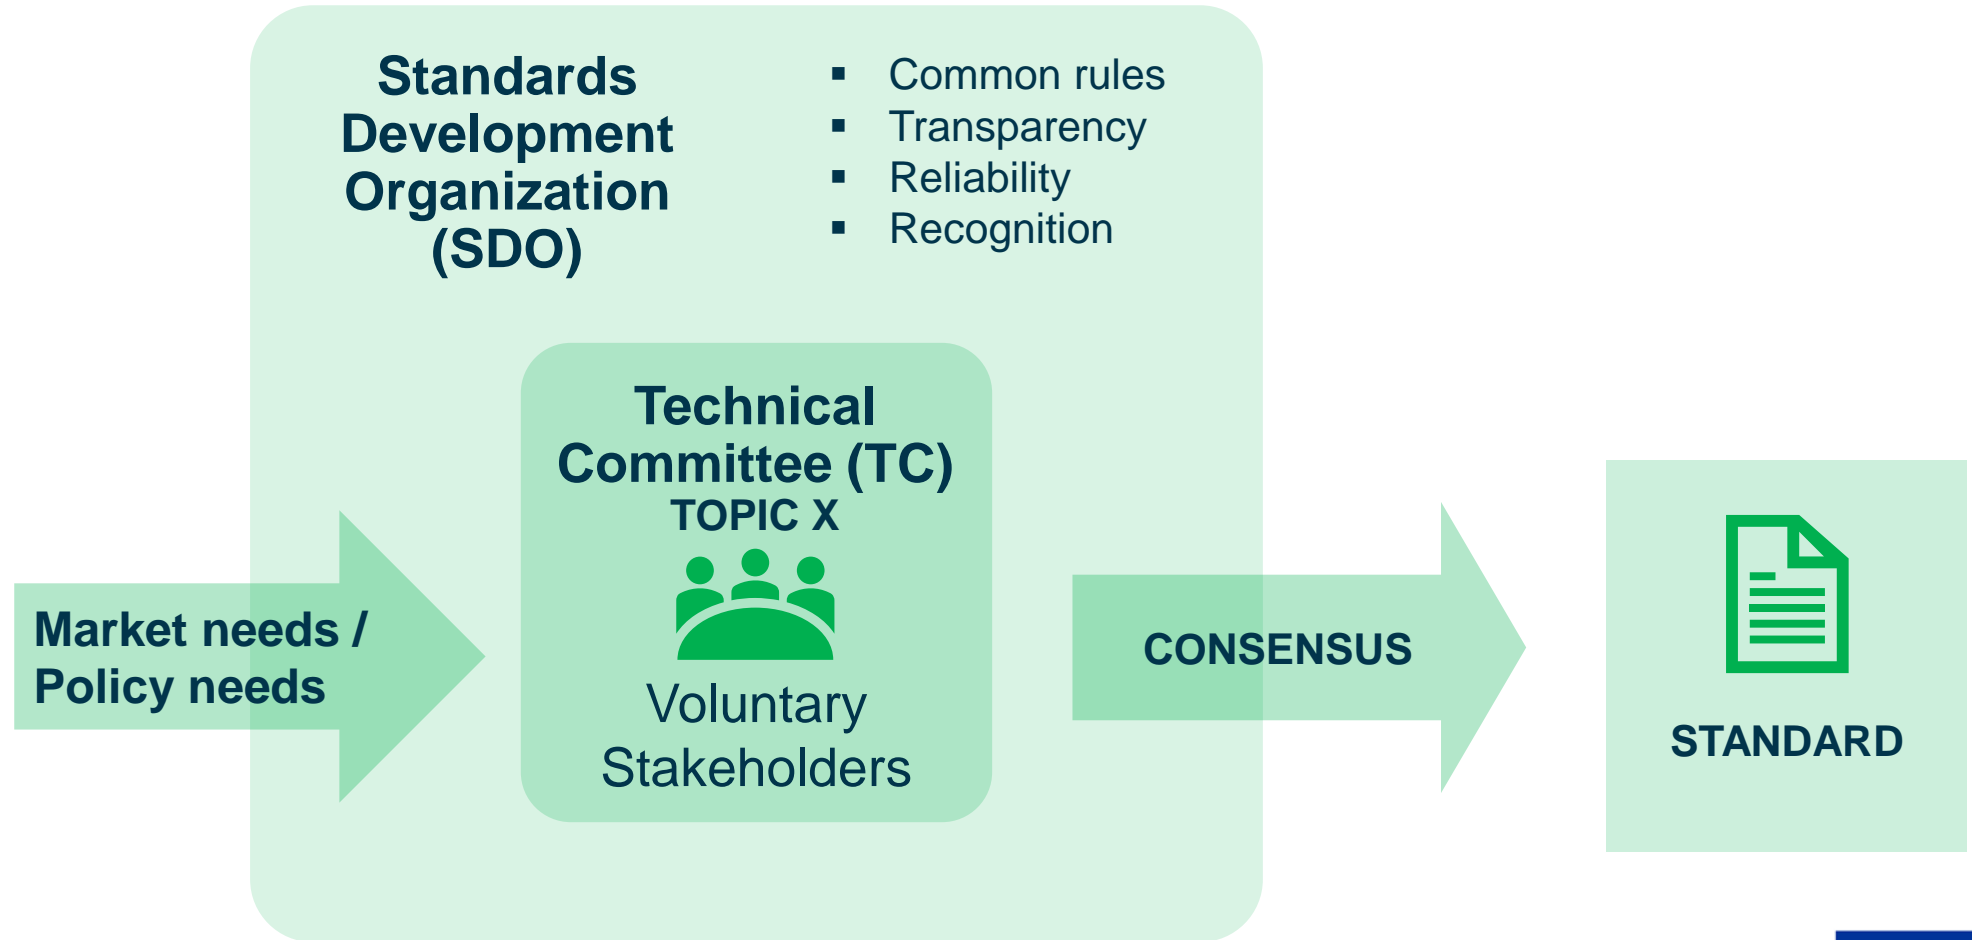 Standards
Development
Organization
(SDO)
▪ Common rules
▪ Transparency
▪ Reliability
▪ Recognition
Technical
Committee (TC)
TOPIC X
Voluntary
Stakeholders
Market needs /
Policy needs
CONSENSUS
STANDARD